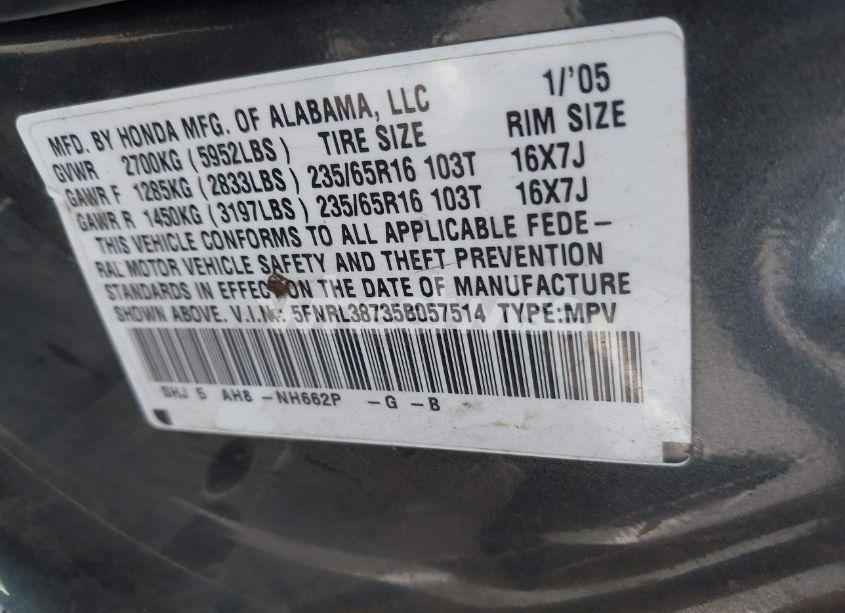 MFD. BY HONDA MFG. OF ALABAMA, LLC 1/'05
GVWR 2700KG (5952LBS) TIRE SIZE RIM SIZE
GAWR F 1285KG (2833LBS) 235/65R16 103T 16X7J
GAWR R 1450KG (3197LBS) 235/65R16 103T 16X7J
THIS VEHICLE CONFORMS TO ALL APPLICABLE FEDE-
RAL MOTOR VEHICLE SAFETY AND THEFT PREVENTION
STANDARDS IN EFFECT ON THE DATE OF MANUFACTURE
SHOWN ABOVE. V.I.N.: 5FNRL38735B057514 TYPE:MPV
SHJ 5 AH8 -NH662P -G -B